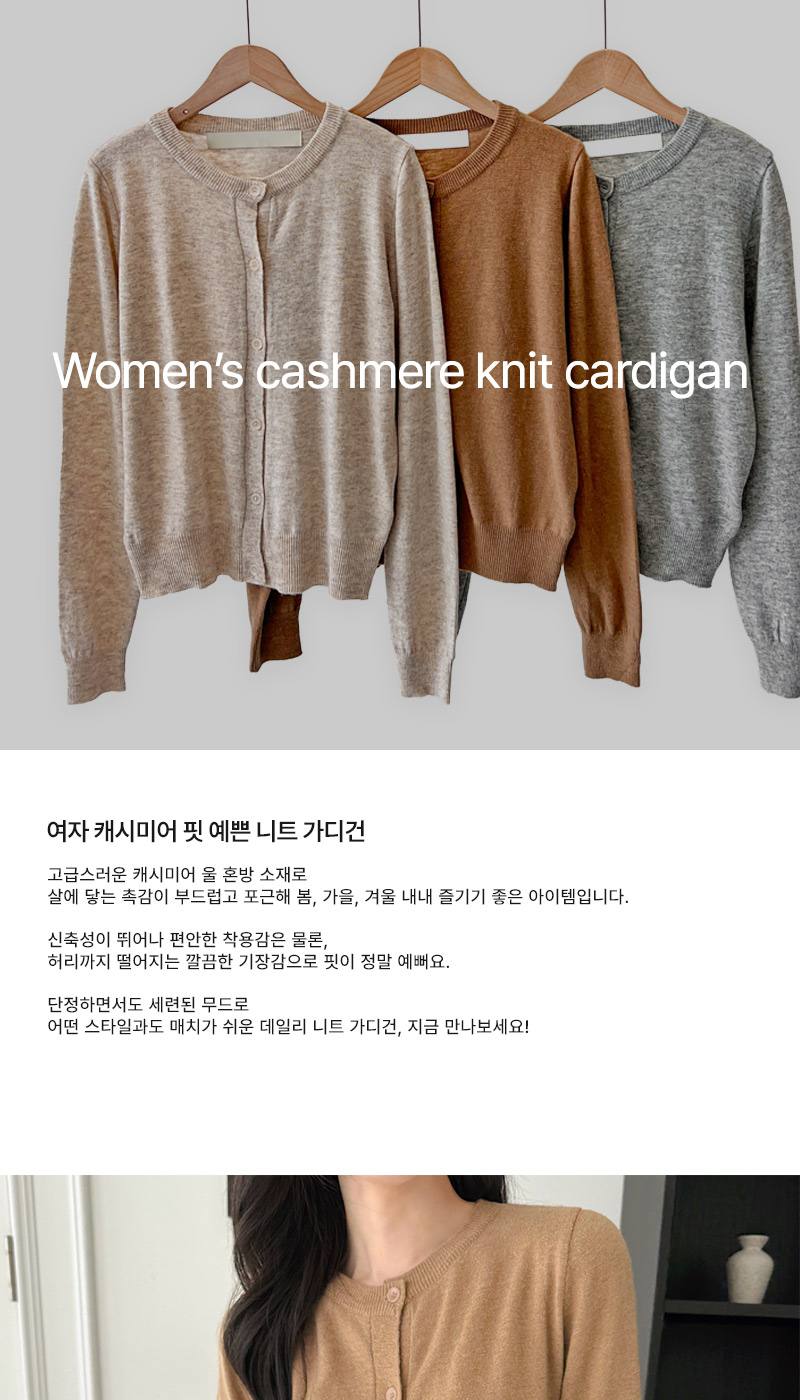 Women’s cashmere knit cardigan
여자 캐시미어 핏 예쁜 니트 가디건
고급스러운 캐시미어 울 혼방 소재로
살에 닿는 촉감이 부드럽고 포근해 봄, 가을, 겨울 내내 즐기기 좋은 아이템입니다.
신축성이 뛰어나 편안한 착용감은 물론,
허리까지 떨어지는 깔끔한 기장감으로 핏이 정말 예뻐요.
단정하면서도 세련된 무드로
어떤 스타일과도 매치가 쉬운 데일리 니트 가디건, 지금 만나보세요!